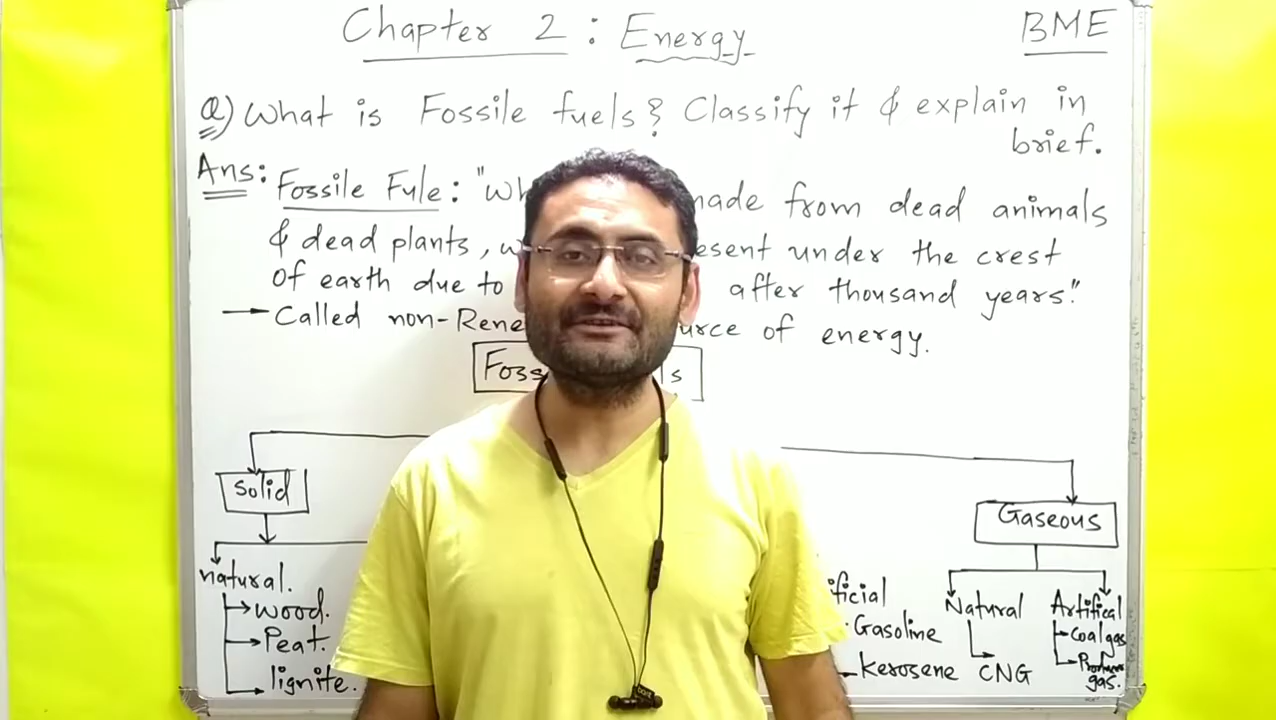 Chapter 2 : Energy
BME
Q) What is Fossile fuels? Classify it & explain in
brief.
Ans: Fossile Fule: "wh made from dead animals
& dead plants, w esent under the crest
of earth due to after thousand years."
→ Called non-Rene urce of energy.
Foss s
Solid
Gaseous
natural.
→ wood.
→ Peat.
→ lignite.
ificial
Gasoline
Kerosene
Natural
CNG
Artifical
→ Coal gas
gas.